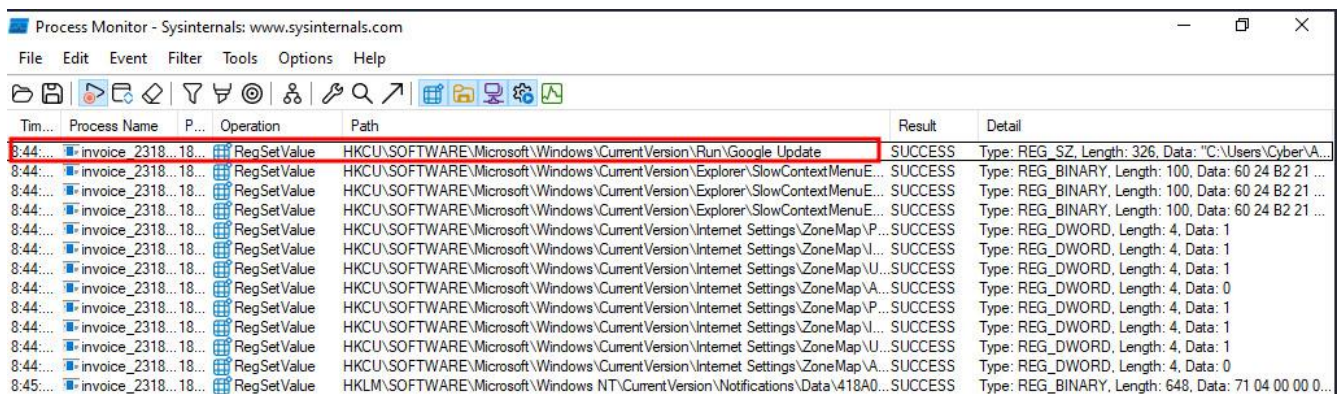 Process Monitor - Sysinternals: www.sysinternals.com
File Edit Event Filter Tools Options Help
Tim... Process Name P... Operation Path Result Detail
8:44:... invoice_2318... 18... RegSetValue HKCU\SOFTWARE\Microsoft\Windows\CurrentVersion\Run\Google Update SUCCESS Type: REG_SZ, Length: 326, Data: "C:\Users\Cyber\A...
8:44:... invoice_2318... 18... RegSetValue HKCU\SOFTWARE\Microsoft\Windows\CurrentVersion\Explorer\SlowContextMenuE... SUCCESS Type: REG_BINARY, Length: 100, Data: 60 24 B2 21 ...
8:44:... invoice_2318... 18... RegSetValue HKCU\SOFTWARE\Microsoft\Windows\CurrentVersion\Explorer\SlowContextMenuE... SUCCESS Type: REG_BINARY, Length: 100, Data: 60 24 B2 21 ...
8:44:... invoice_2318... 18... RegSetValue HKCU\SOFTWARE\Microsoft\Windows\CurrentVersion\Explorer\SlowContextMenuE... SUCCESS Type: REG_BINARY, Length: 100, Data: 60 24 B2 21 ...
8:44:... invoice_2318... 18... RegSetValue HKCU\SOFTWARE\Microsoft\Windows\CurrentVersion\Internet Settings\ZoneMap\P... SUCCESS Type: REG_DWORD, Length: 4, Data: 1
8:44:... invoice_2318... 18... RegSetValue HKCU\SOFTWARE\Microsoft\Windows\CurrentVersion\Internet Settings\ZoneMap\I... SUCCESS Type: REG_DWORD, Length: 4, Data: 1
8:44:... invoice_2318... 18... RegSetValue HKCU\SOFTWARE\Microsoft\Windows\CurrentVersion\Internet Settings\ZoneMap\U... SUCCESS Type: REG_DWORD, Length: 4, Data: 1
8:44:... invoice_2318... 18... RegSetValue HKCU\SOFTWARE\Microsoft\Windows\CurrentVersion\Internet Settings\ZoneMap\A... SUCCESS Type: REG_DWORD, Length: 4, Data: 0
8:44:... invoice_2318... 18... RegSetValue HKCU\SOFTWARE\Microsoft\Windows\CurrentVersion\Internet Settings\ZoneMap\P... SUCCESS Type: REG_DWORD, Length: 4, Data: 1
8:44:... invoice_2318... 18... RegSetValue HKCU\SOFTWARE\Microsoft\Windows\CurrentVersion\Internet Settings\ZoneMap\I... SUCCESS Type: REG_DWORD, Length: 4, Data: 1
8:44:... invoice_2318... 18... RegSetValue HKCU\SOFTWARE\Microsoft\Windows\CurrentVersion\Internet Settings\ZoneMap\U... SUCCESS Type: REG_DWORD, Length: 4, Data: 1
8:44:... invoice_2318... 18... RegSetValue HKCU\SOFTWARE\Microsoft\Windows\CurrentVersion\Internet Settings\ZoneMap\A... SUCCESS Type: REG_DWORD, Length: 4, Data: 0
8:45:... invoice_2318... 18... RegSetValue HKLM\SOFTWARE\Microsoft\Windows NT\CurrentVersion\Notifications\Data\418A0... SUCCESS Type: REG_BINARY, Length: 648, Data: 71 04 00 00 0...